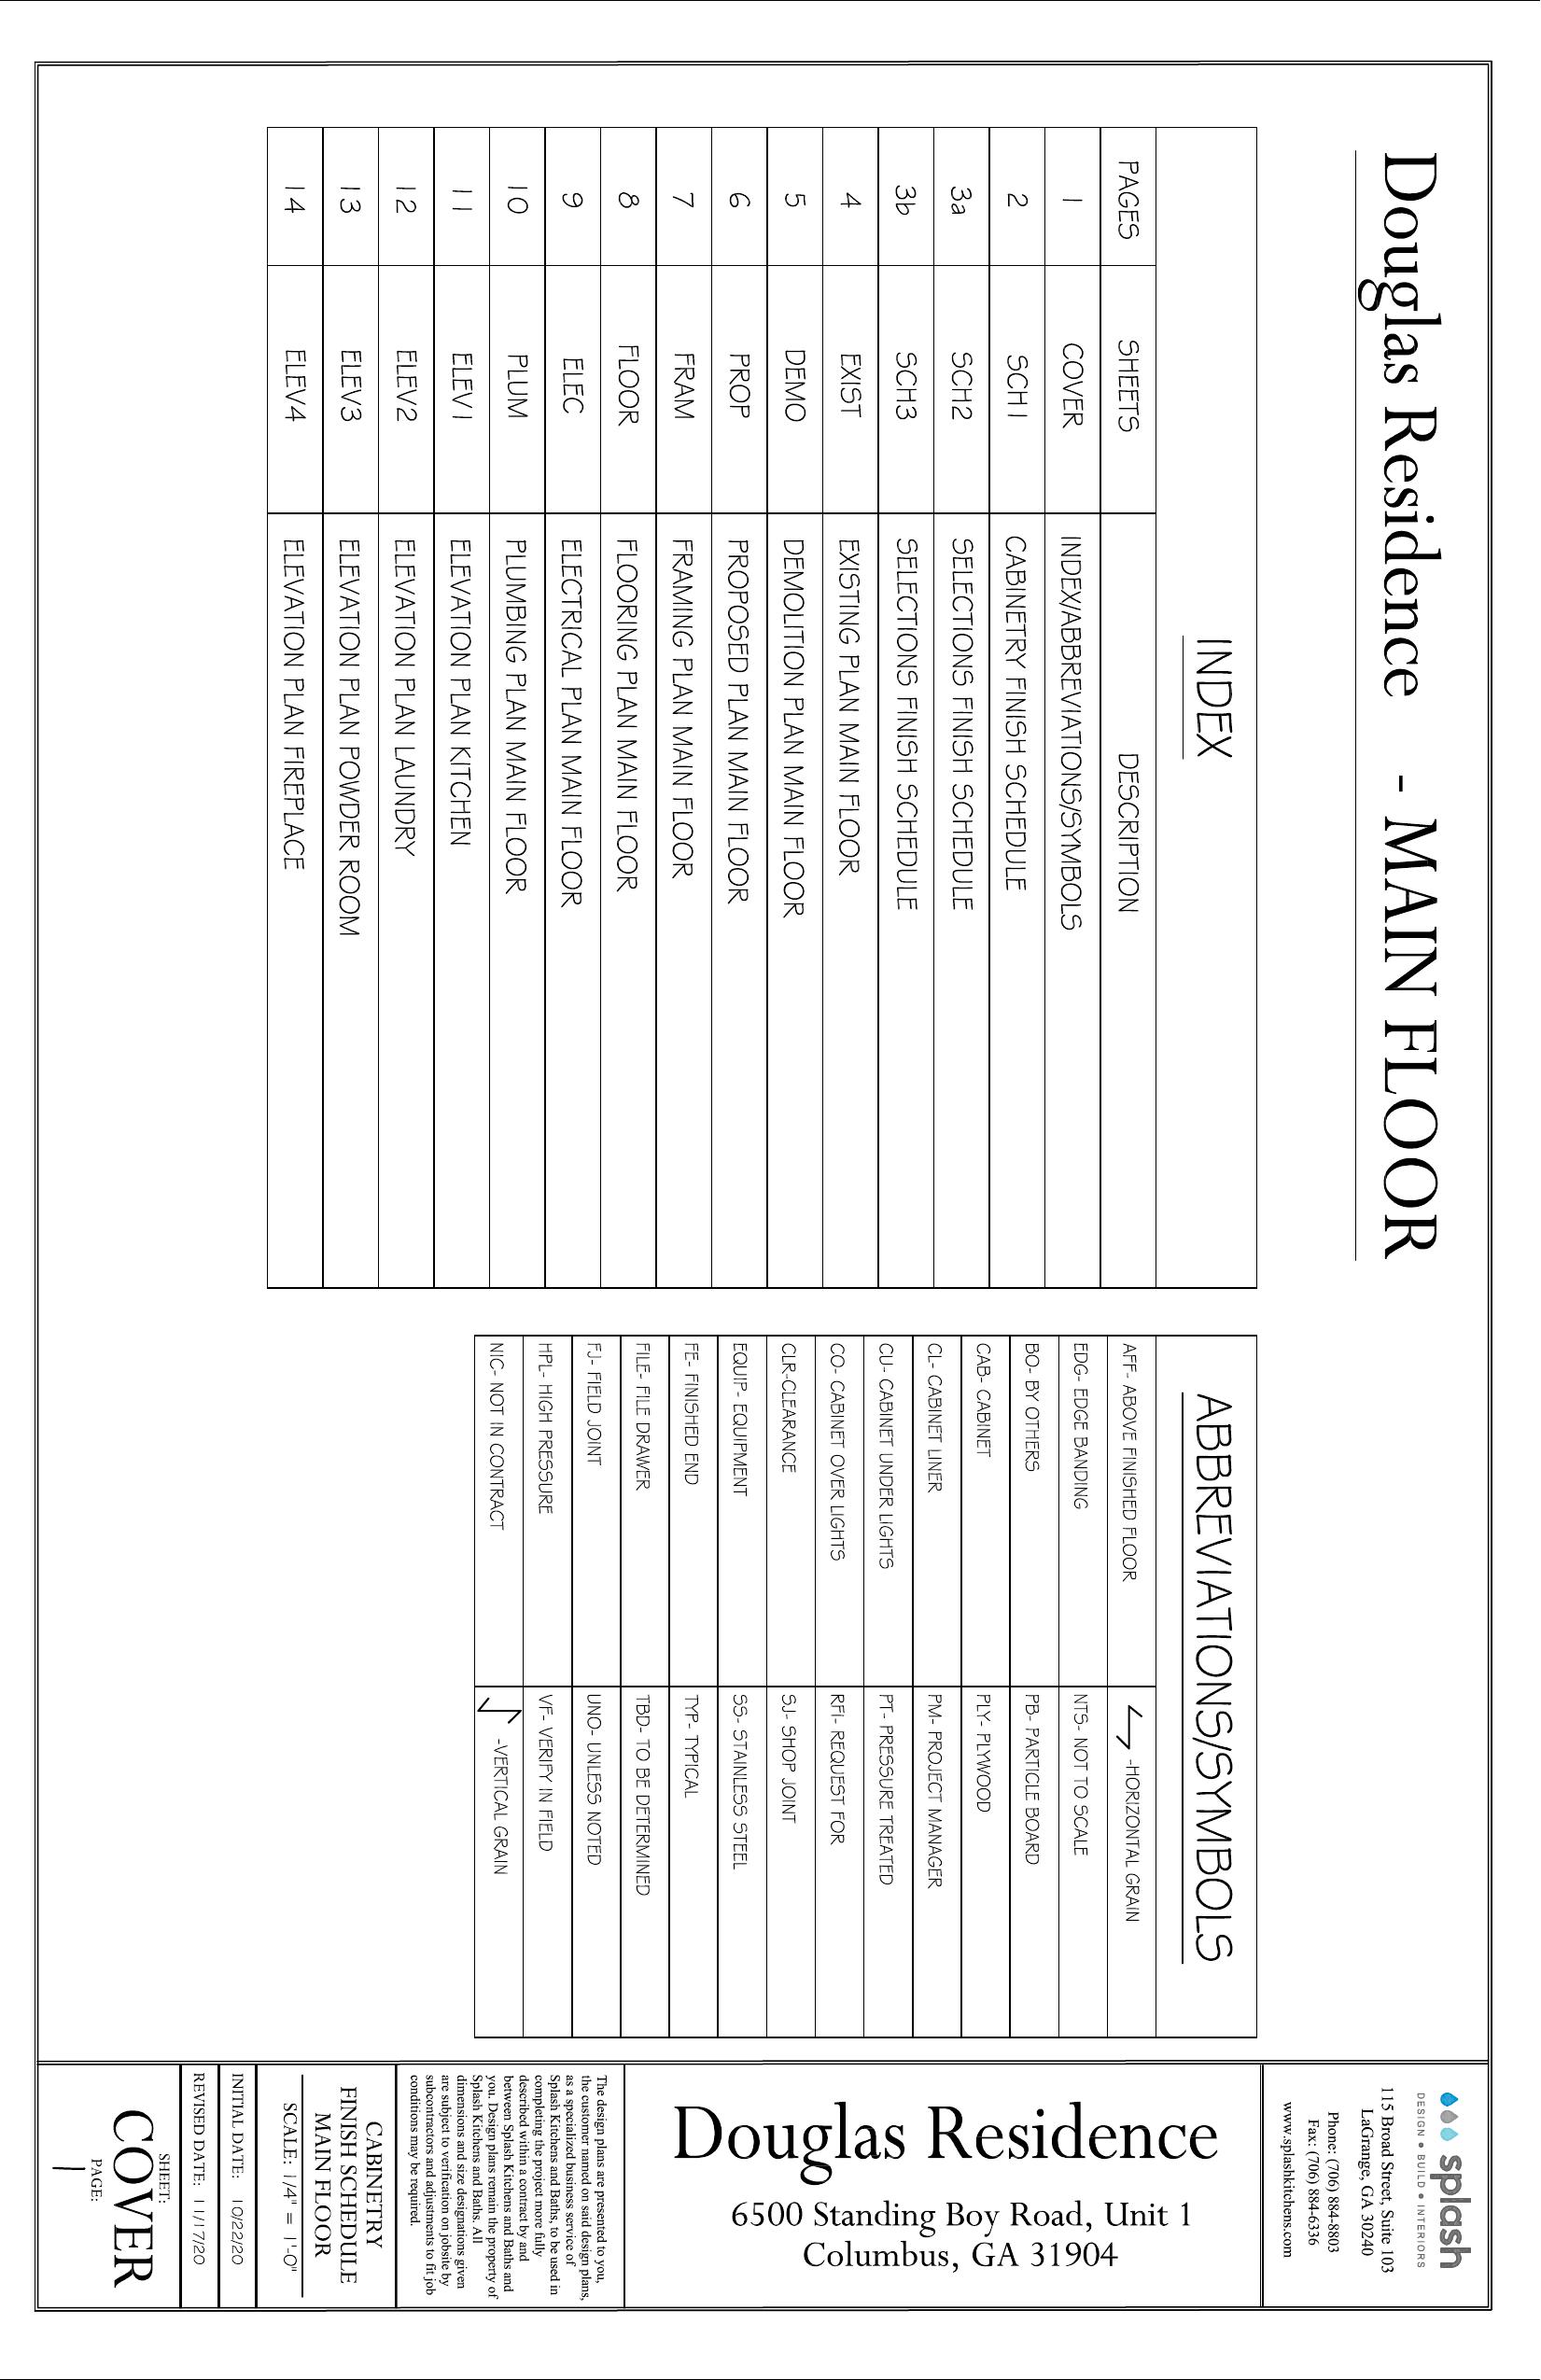 Douglas Residence - MAIN FLOOR
INDEX
PAGES SHEETS DESCRIPTION
1 COVER INDEX/ABBREVIATIONS/SYMBOLS
2 SCH1 CABINETRY FINISH SCHEDULE
3a SCH2 SELECTIONS FINISH SCHEDULE
3b SCH3 SELECTIONS FINISH SCHEDULE
4 EXIST EXISTING PLAN MAIN FLOOR
5 DEMO DEMOLITION PLAN MAIN FLOOR
6 PROP PROPOSED PLAN MAIN FLOOR
7 FRAM FRAMING PLAN MAIN FLOOR
8 FLOOR FLOORING PLAN MAIN FLOOR
9 ELEC ELECTRICAL PLAN MAIN FLOOR
10 PLUM PLUMBING PLAN MAIN FLOOR
11 ELEV1 ELEVATION PLAN KITCHEN
12 ELEV2 ELEVATION PLAN LAUNDRY
13 ELEV3 ELEVATION PLAN POWDER ROOM
14 ELEV4 ELEVATION PLAN FIREPLACE
ABBREVIATIONS/SYMBOLS
AFF- ABOVE FINISHED FLOOR -HORIZONTAL GRAIN
EDG- EDGE BANDING NTS- NOT TO SCALE
BO- BY OTHERS PB- PARTICLE BOARD
CAB- CABINET PLY- PLYWOOD
CL- CABINET LINER PM- PROJECT MANAGER
CU- CABINET UNDER LIGHTS PT- PRESSURE TREATED
CO- CABINET OVER LIGHTS RFI- REQUEST FOR
CLR-CLEARANCE SJ- SHOP JOINT
EQUIP- EQUIPMENT SS- STAINLESS STEEL
FE- FINISHED END TYP- TYPICAL
FILE- FILE DRAWER TBD- TO BE DETERMINED
FJ- FIELD JOINT UNO- UNLESS NOTED
HPL- HIGH PRESSURE VF- VERIFY IN FIELD
NIC- NOT IN CONTRACT -VERTICAL GRAIN
splash
DESIGN • BUILD • INTERIORS
115 Broad Street, Suite 103
LaGrange, GA 30240
Phone: (706) 884-8803
Fax: (706) 884-6336
www.splashkitchens.com
Douglas Residence
6500 Standing Boy Road, Unit 1
Columbus, GA 31904
The design plans are presented to you,
the customer named on said design plans,
as a specialized business service of
Splash Kitchens and Baths, to be used in
completing the project more fully
described within a contract by and
between Splash Kitchens and Baths and
you. Design plans remain the property of
Splash Kitchens and Baths. All
dimensions and size designations given
are subject to verification on jobsite by
subcontractors and adjustments to fit job
conditions may be required.
CABINETRY
FINISH SCHEDULE
MAIN FLOOR
SCALE: 1/4" = 1'-0"
INITIAL DATE: 10/22/20
REVISED DATE: 11/17/20
SHEET:
COVER
PAGE:
1